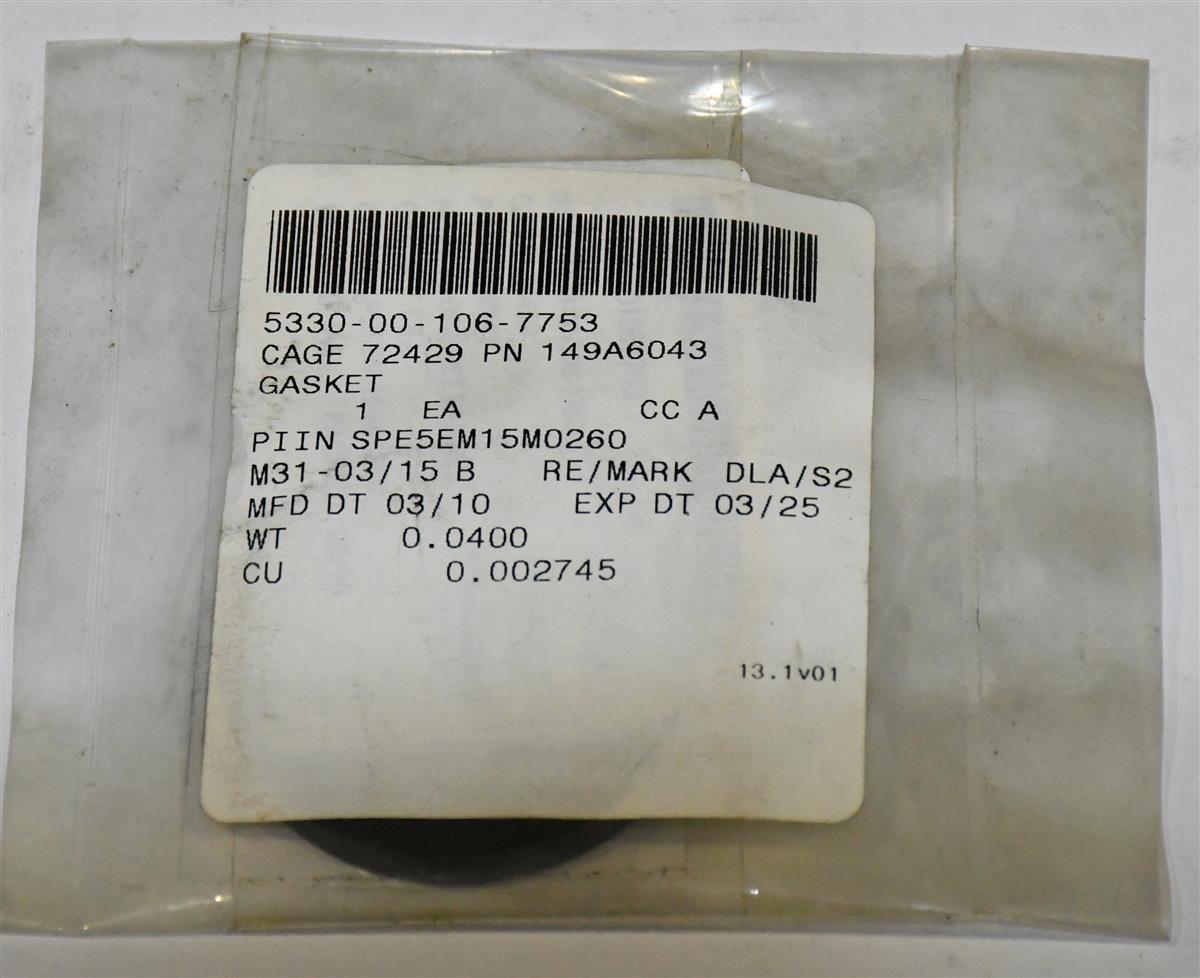 5330-00-106-7753
CAGE 72429 PN 149A6043
GASKET
1 EA CC A
PIIN SPE5EM15M0260
M31-03/15 B RE/MARK DLA/S2
MFD DT 03/10 EXP DT 03/25
WT 0.0400
CU 0.002745
13.1v01